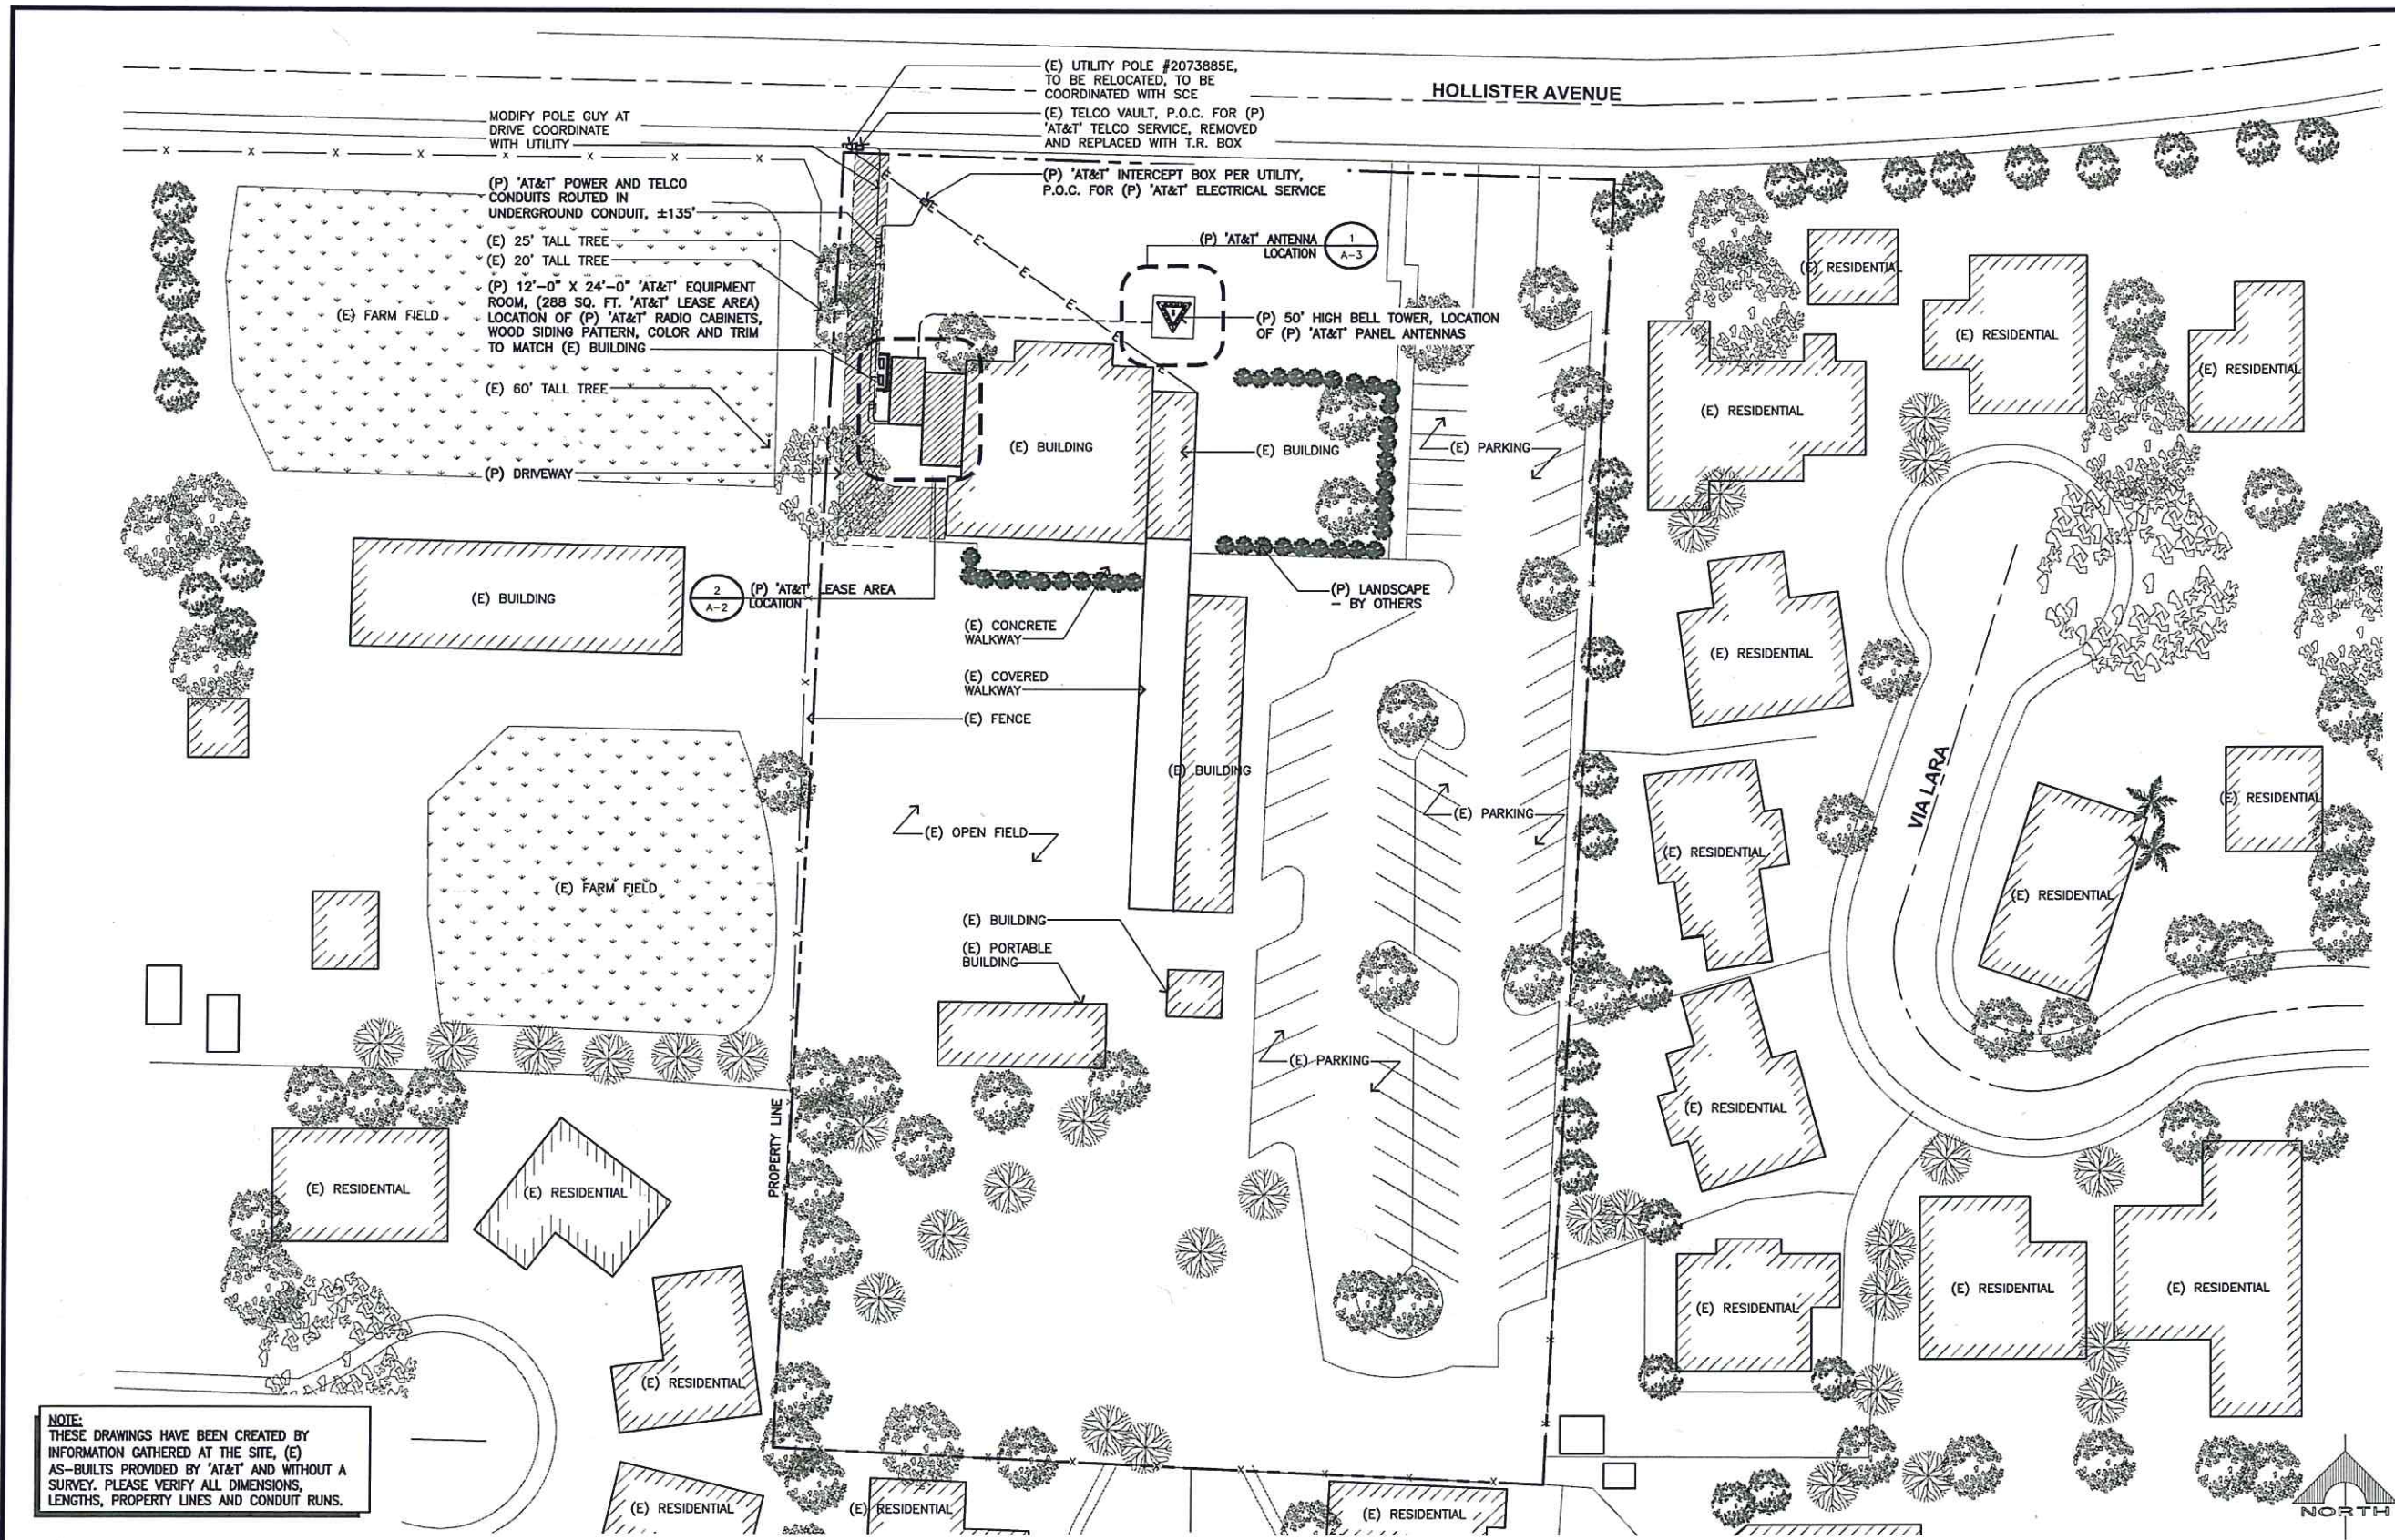 HOLLISTER AVENUE
(E) UTILITY POLE #2073885E,
TO BE RELOCATED, TO BE
COORDINATED WITH SCE
(E) TELCO VAULT, P.O.C. FOR (P)
'AT&T' TELCO SERVICE, REMOVED
AND REPLACED WITH T.R. BOX
(P) 'AT&T' INTERCEPT BOX PER UTILITY,
P.O.C. FOR (P) 'AT&T' ELECTRICAL SERVICE
MODIFY POLE GUY AT
DRIVE COORDINATE
WITH UTILITY
(P) 'AT&T' POWER AND TELCO
CONDUITS ROUTED IN
UNDERGROUND CONDUIT, ±135'
(E) 25' TALL TREE
(E) 20' TALL TREE
(P) 12'-0" X 24'-0" 'AT&T' EQUIPMENT
ROOM, (288 SQ. FT. 'AT&T' LEASE AREA)
LOCATION OF (P) 'AT&T' RADIO CABINETS,
WOOD SIDING PATTERN, COLOR AND TRIM
TO MATCH (E) BUILDING
(E) 60' TALL TREE
(P) DRIVEWAY
(E) FARM FIELD
E
E
E
E
E
E
E
(P) 'AT&T' ANTENNA
LOCATION
1
A-3
(P) 50' HIGH BELL TOWER, LOCATION
OF (P) 'AT&T' PANEL ANTENNAS
(E) BUILDING
(E) BUILDING
(E) PARKING
(E) BUILDING
2
A-2
(P) 'AT&T' LEASE AREA
LOCATION
(P) LANDSCAPE
- BY OTHERS
(E) CONCRETE
WALKWAY
(E) COVERED
WALKWAY
(E) FENCE
(E) BUILDING
(E) OPEN FIELD
(E) PARKING
(E) FARM FIELD
(E) BUILDING
(E) PORTABLE
BUILDING
(E) PARKING
PROPERTY LINE
(E) RESIDENTIAL
(E) RESIDENTIAL
(E) RESIDENTIAL
(E) RESIDENTIAL
(E) RESIDENTIAL
VIA LARA
(E) RESIDENTIAL
(E) RESIDENTIAL
(E) RESIDENTIAL
(E) RESIDENTIAL
(E) RESIDENTIAL
(E) RESIDENTIAL
(E) RESIDENTIAL
(E) RESIDENTIAL
(E) RESIDENTIAL
(E) RESIDENTIAL
(E) RESIDENTIAL
(E) RESIDENTIAL
(E) RESIDENTIAL
(E) RESIDENTIAL
NOTE:
THESE DRAWINGS HAVE BEEN CREATED BY
INFORMATION GATHERED AT THE SITE, (E)
AS-BUILTS PROVIDED BY 'AT&T' AND WITHOUT A
SURVEY. PLEASE VERIFY ALL DIMENSIONS,
LENGTHS, PROPERTY LINES AND CONDUIT RUNS.
NORTH